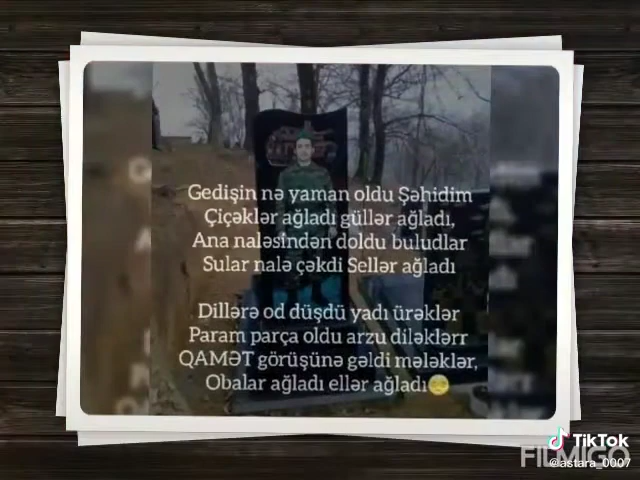 Gedişin nə yaman oldu Şəhidim
Çiçəklər ağladı güllər ağladı,
Ana naləsindən doldu buludlar
Sular nalə çəkdi Sellər ağladı
Dillərə od düşdü yadı ürəklər
Param parça oldu arzu diləklərr
QAMƏT görüşünə gəldi mələklər,
Obalar ağladı ellər ağladı😔
TikTok
FILMIGO
@astara_0007